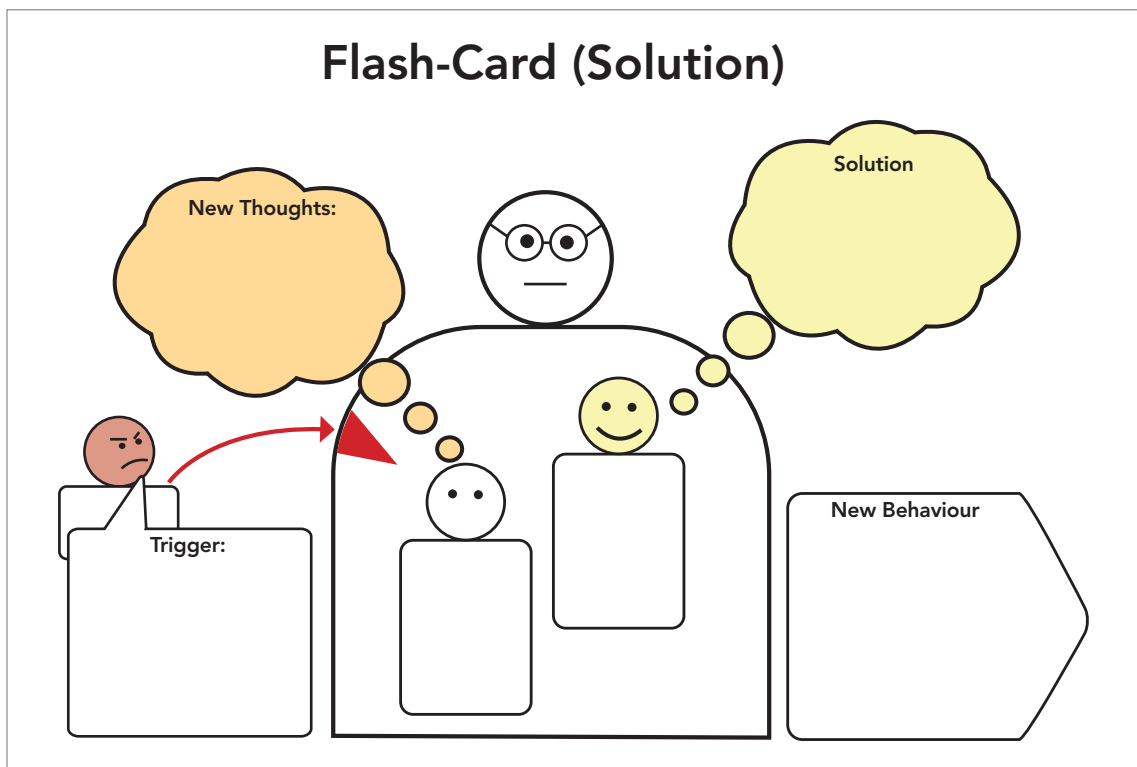 Flash-Card (Solution)
New Thoughts:
Solution
Trigger:
New Behaviour